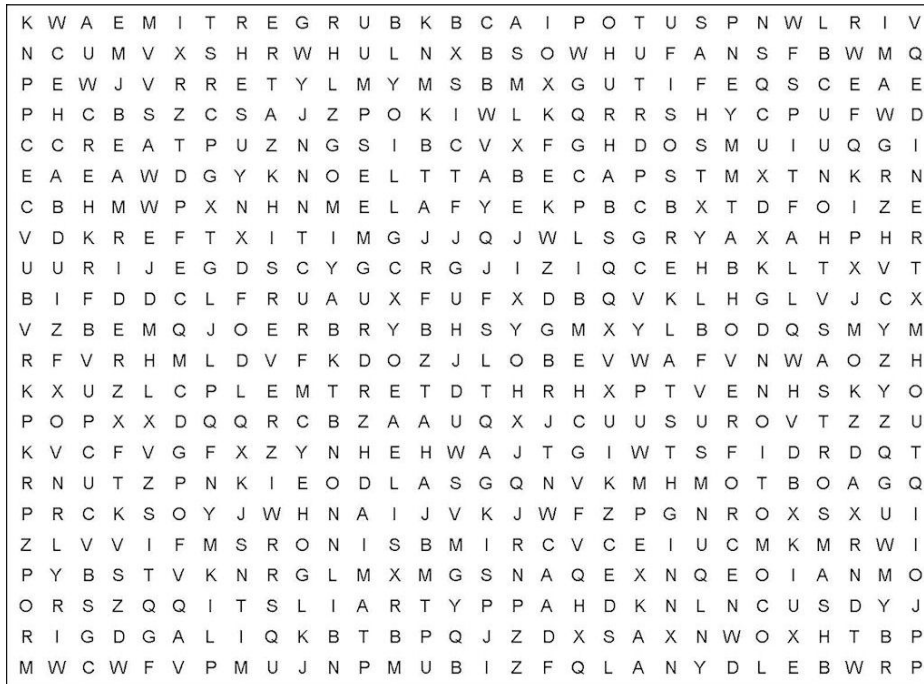 K W A E M I T R E G R U B K B C A I P O T U S P N W L R I V
N C U M V X S H R W H U L N X B S O W H U F A N S F B W M Q
P E W J V R R E T Y L M Y M S B M X G U T I F E Q S C E A E
P H C B S Z C S A J Z P O K I W L K Q R R S H Y C P U F W D
C C R E A T P U Z N G S I B C V X F G H D O S M U I U Q G I
E A E A W D G Y K N O E L T T A B E C A P S T M X T N K R N
C B H M W P X N H N M E L A F Y E K P B C B X T D F O I Z E
V D K R E F T X I T I M G J J Q J W L S G R Y A X A H P H R
U U R I J E G D S C Y G C R G J I Z I Q C E H B K L T X V T
B I F D D C L F R U A U X F U F X D B Q V K L H G L V J C X
V Z B E M Q J O E R B R Y B H S Y G M X Y L B O D Q S M Y M
R F V R H M L D V F K D O Z J L O B E V W A F V N W A O Z H
K X U Z L C P L E M T R E T D T H R H X P T V E N H S K Y O
P O P X X D Q Q R C B Z A A U Q X J C U U S U R O V T Z Z U
K V C F V G F X Z Y N H E H W A J T G I W T S F I D R D Q T
R N U T Z P N K I E O D L A S G Q N V K M H M O T B O A G Q
P R C K S O Y J W H N A I J V K J W F Z P G N R O X S X U I
Z L V V I F M S R O N I S B M I R C V C E I U C M K M R W I
P Y B S T V K N R G L M X M G S N A Q E X N Q E O I A N M O
O R S Z Q Q I T S L I A R T Y P P A H D K N L N C U S D Y J
R I G D G A L I Q K B T B P Q J Z D X S A X N W O X H T B P
M W C W F V P M U J N P M U B I Z F Q L A N Y D L E B W R P